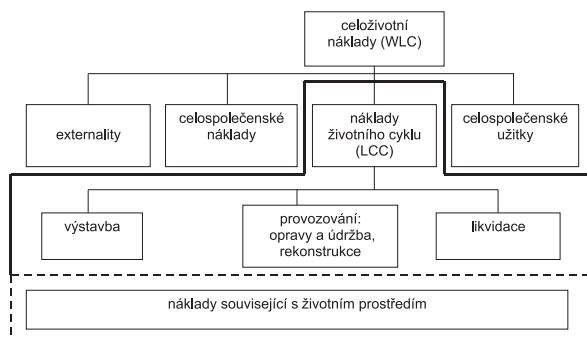 celoživotní
náklady (WLC)
externality
celospolečenské
náklady
náklady
životního cyklu
(LCC)
celospolečenské
užitky
výstavba
provozování:
opravy a údržba,
rekonstrukce
likvidace
náklady související s životním prostředím